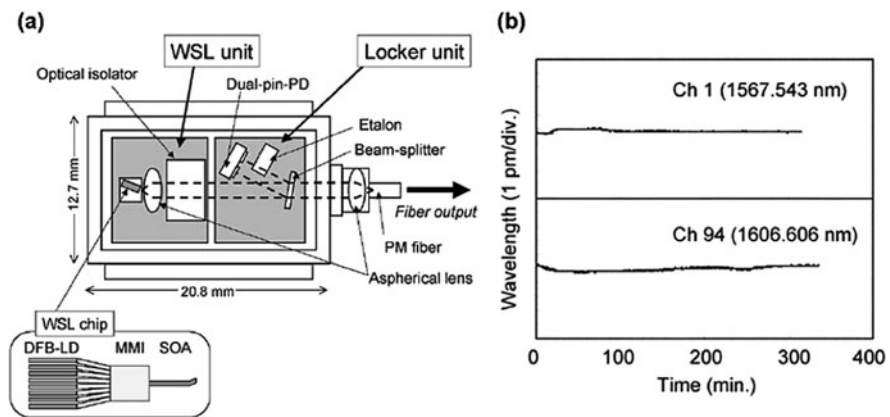 (a)
WSL unit
Locker unit
Optical isolator
Dual-pin-PD
Etalon
Beam-splitter
12.7 mm
Fiber output
PM fiber
Aspherical lens
20.8 mm
WSL chip
DFB-LD MMI SOA
(b)
Wavelength (1 pm/div.)
Ch 1 (1567.543 nm)
Ch 94 (1606.606 nm)
0 100 200 300 400
Time (min.)